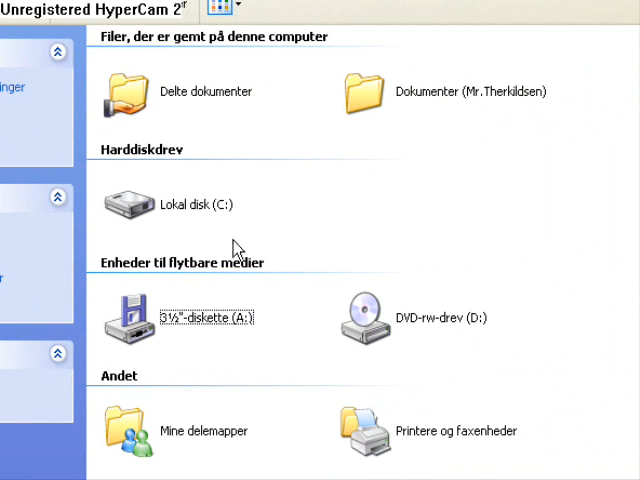 Unregistered HyperCam 2
Filer, der er gemt på denne computer
inger
Delte dokumenter
Dokumenter (Mr.Therkildsen)
Harddiskdrev
Lokal disk (C:)
Enheder til flytbare medier
r
3½"-diskette (A:)
DVD-rw-drev (D:)
Andet
Mine delemapper
Printere og faxenheder